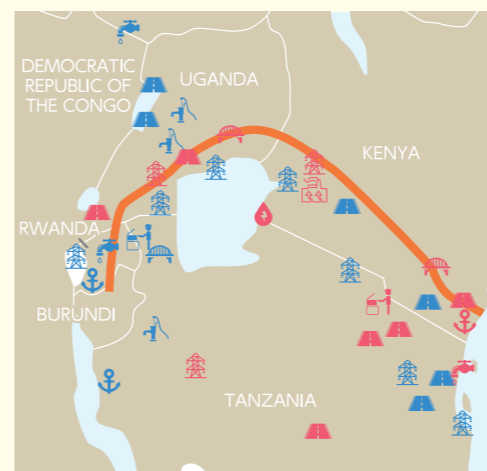 DEMOCRATIC
REPUBLIC OF
THE CONGO
UGANDA
KENYA
RWANDA
BURUNDI
TANZANIA